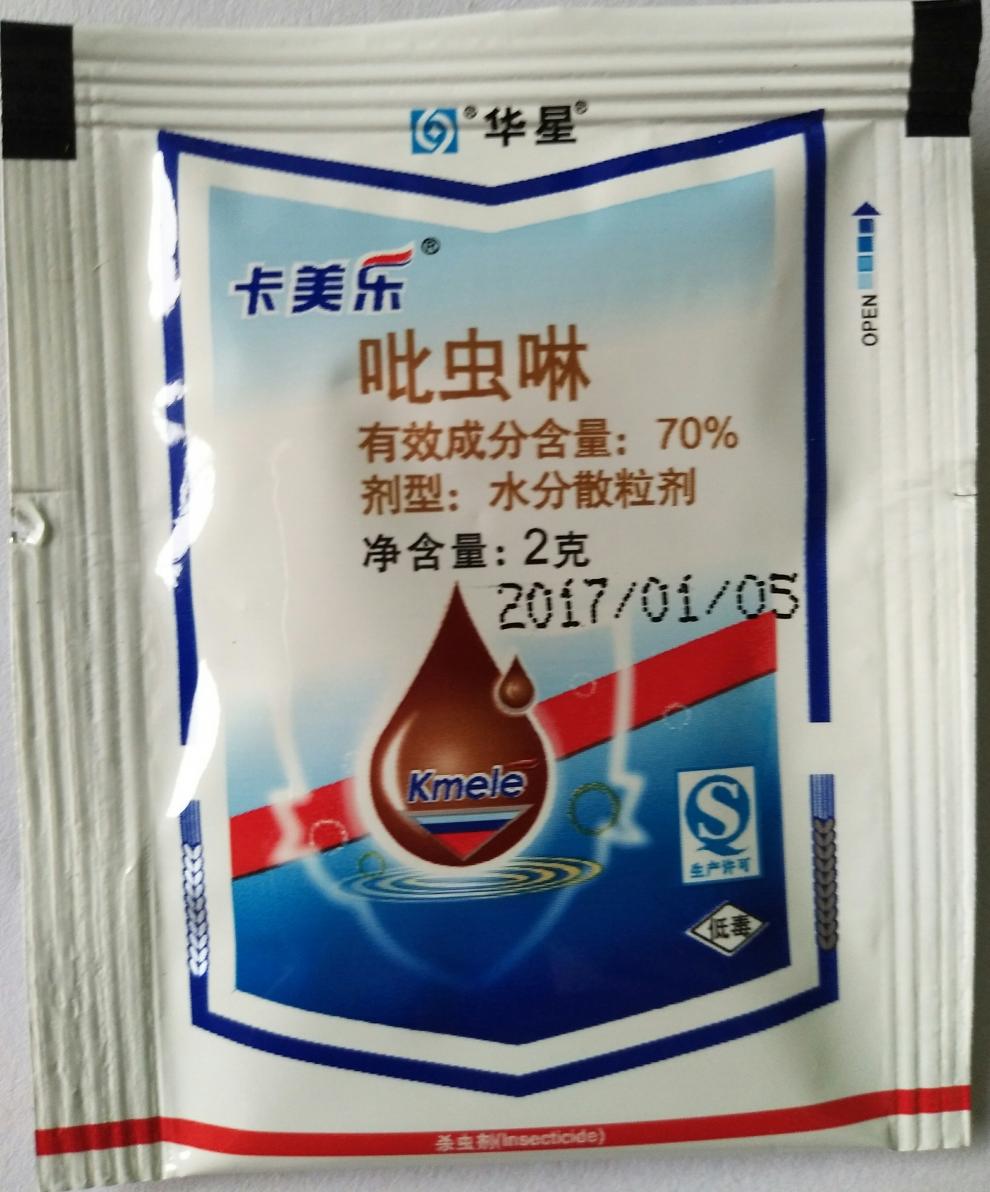 ®华星®
卡美乐®
OPEN
吡虫啉
有效成分含量：70%
剂型：水分散粒剂
净含量：2克
2017/01/05
Kmele
S
生产许可
低毒
杀虫剂(Insecticide)